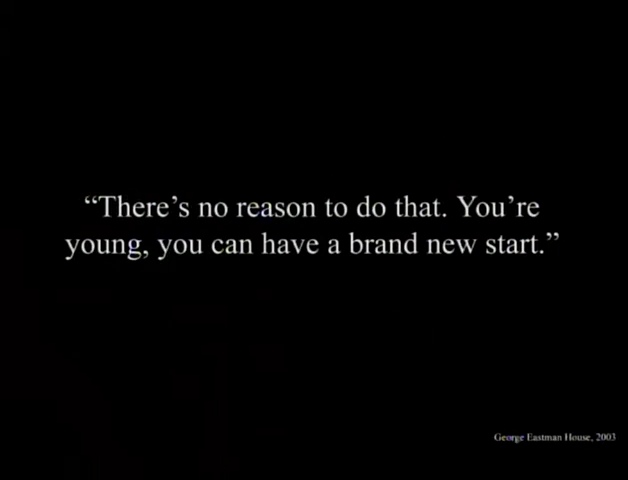 “There’s no reason to do that. You’re
young, you can have a brand new start.”
George Eastman House, 2003